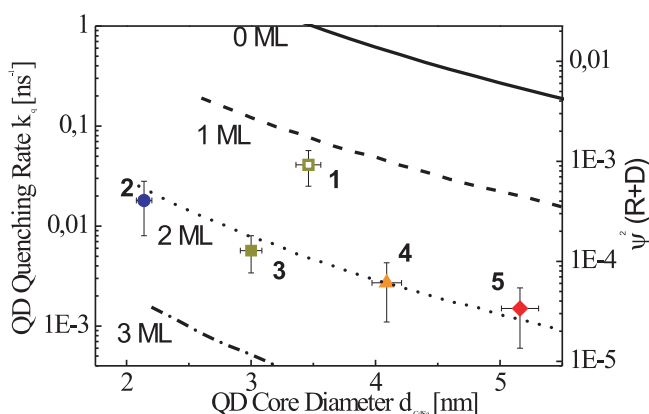 QD Quenching Rate k_q [ns⁻¹]
1
0,1
0,01
1E-3
0 ML
1 ML
2 ML
3 ML
1
2
3
4
5
0,01
1E-3
1E-4
1E-5
ψ² (R+D)
2 3 4 5
QD Core Diameter d [nm]